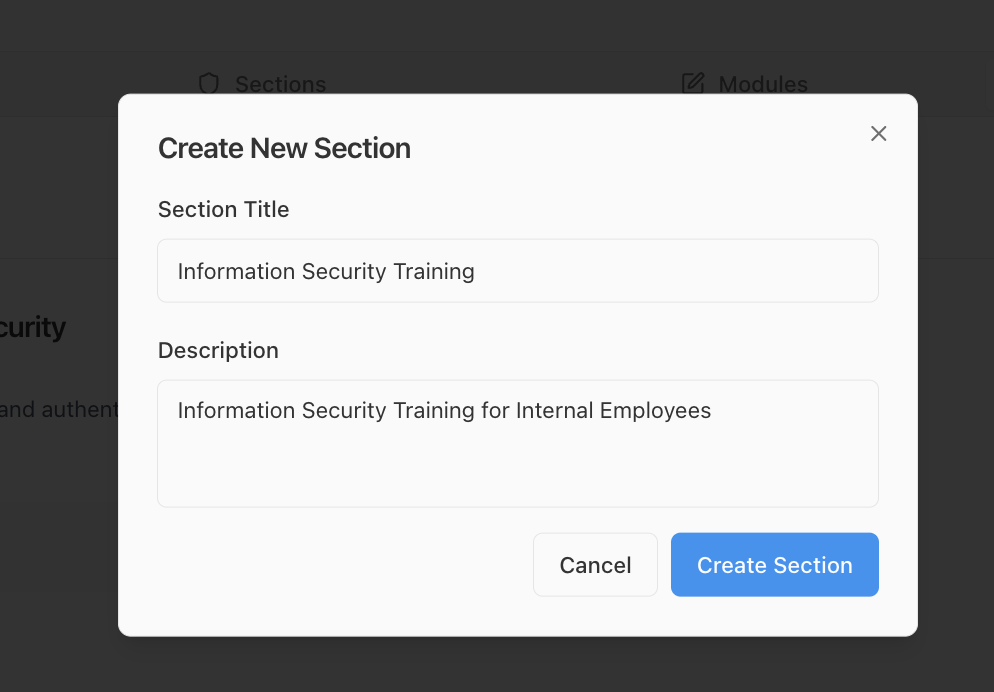 Sections
Modules
Create New Section
Section Title
Information Security Training
Description
curity
Information Security Training for Internal Employees
and authent
Cancel
Create Section